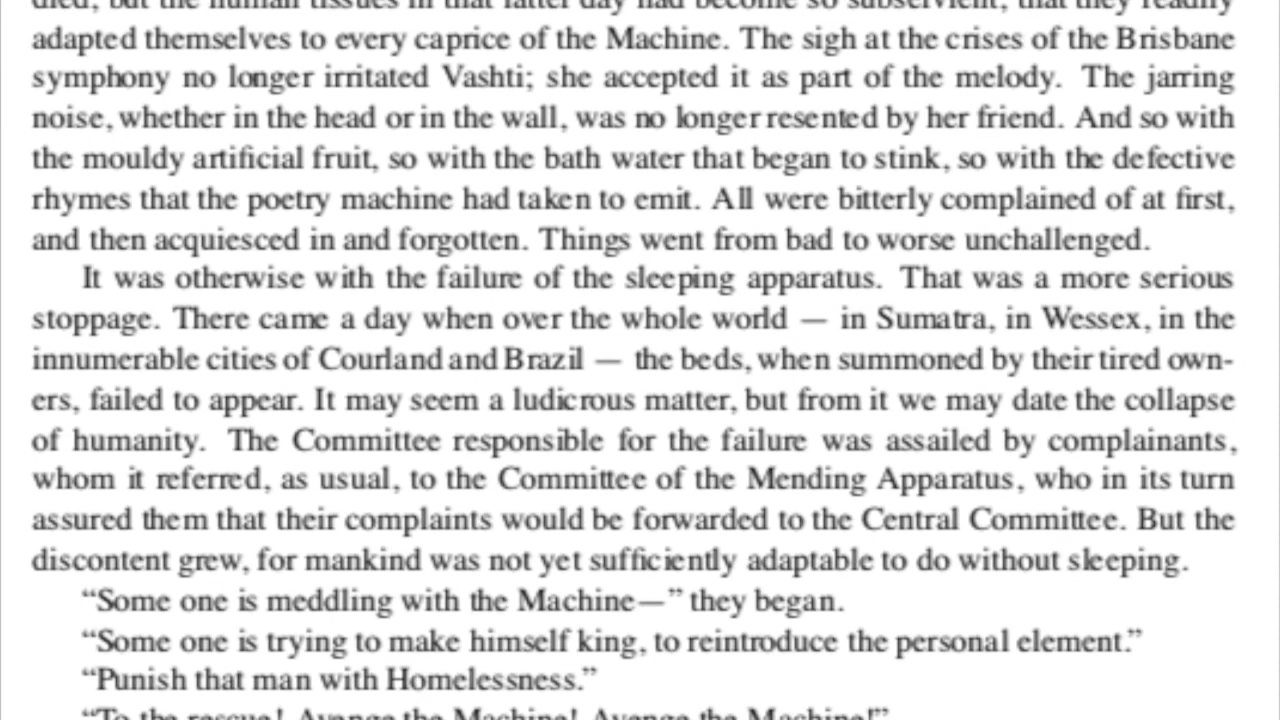 died, but the human tissues in that latter day had become so subservient, that they readily
adapted themselves to every caprice of the Machine. The sigh at the crises of the Brisbane
symphony no longer irritated Vashti; she accepted it as part of the melody. The jarring
noise, whether in the head or in the wall, was no longer resented by her friend. And so with
the mouldy artificial fruit, so with the bath water that began to stink, so with the defective
rhymes that the poetry machine had taken to emit. All were bitterly complained of at first,
and then acquiesced in and forgotten. Things went from bad to worse unchallenged.
It was otherwise with the failure of the sleeping apparatus. That was a more serious
stoppage. There came a day when over the whole world — in Sumatra, in Wessex, in the
innumerable cities of Courland and Brazil — the beds, when summoned by their tired own-
ers, failed to appear. It may seem a ludicrous matter, but from it we may date the collapse
of humanity. The Committee responsible for the failure was assailed by complainants,
whom it referred, as usual, to the Committee of the Mending Apparatus, who in its turn
assured them that their complaints would be forwarded to the Central Committee. But the
discontent grew, for mankind was not yet sufficiently adaptable to do without sleeping.
“Some one is meddling with the Machine—” they began.
“Some one is trying to make himself king, to reintroduce the personal element.”
“Punish that man with Homelessness.”
“To the rescue! Avenge the Machine! Avenge the Machine!”